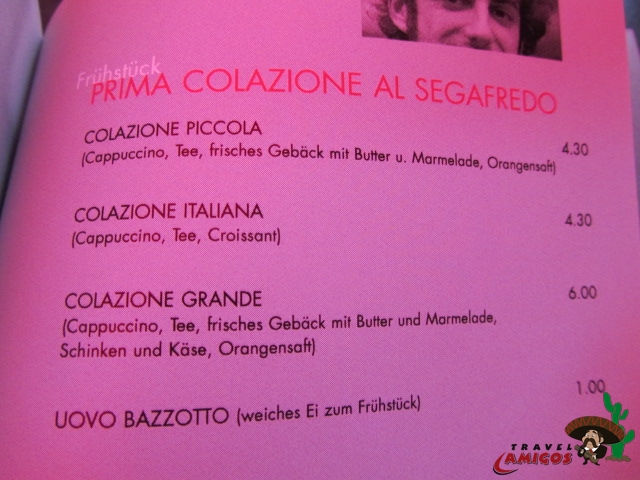 Frühstück
PRIMA COLAZIONE AL SEGAFREDO
COLAZIONE PICCOLA
(Cappuccino, Tee, frisches Gebäck mit Butter u. Marmelade, Orangensaft) 4.30
COLAZIONE ITALIANA 4.30
(Cappuccino, Tee, Croissant)
COLAZIONE GRANDE 6.00
(Cappuccino, Tee, frisches Gebäck mit Butter und Marmelade,
Schinken und Käse, Orangensaft)
UOVO BAZZOTTO (weiches Ei zum Frühstück) 1.00
TRAVEL
AMIGOS